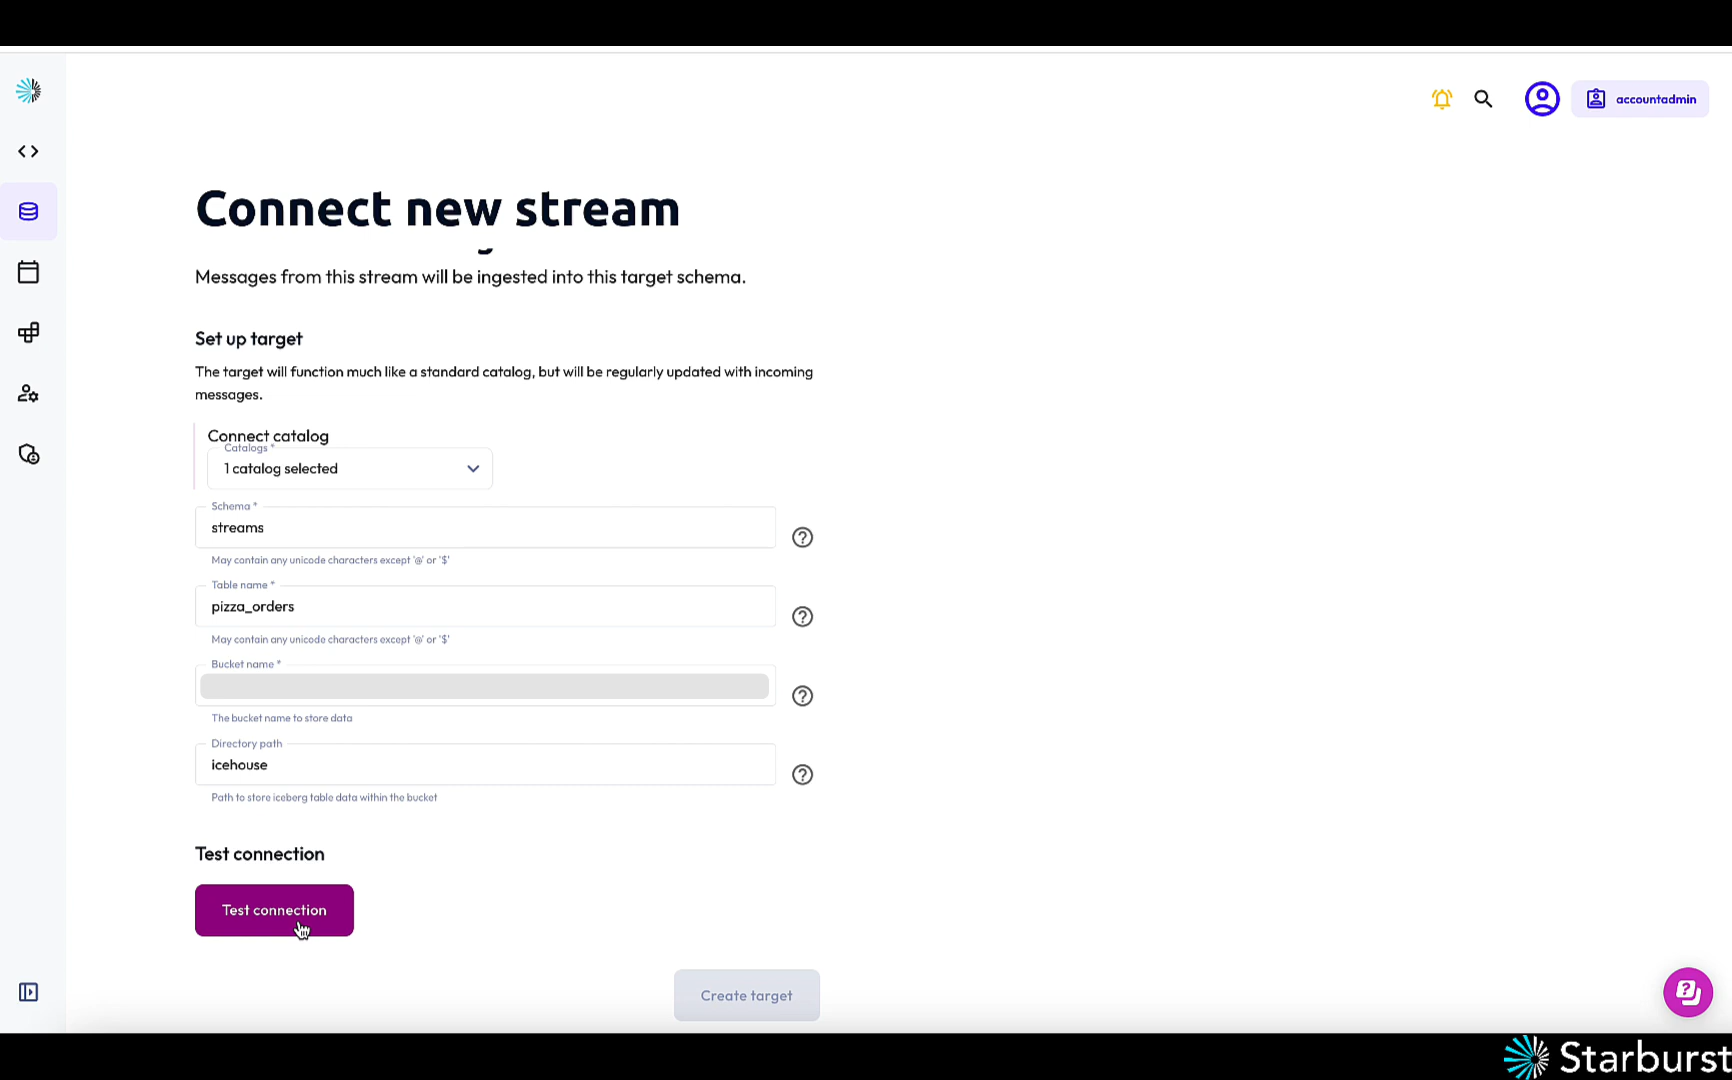 accountadmin
Connect new stream
Messages from this stream will be ingested into this target schema.
Set up target
The target will function much like a standard catalog, but will be regularly updated with incoming
messages.
Connect catalog
Catalogs *
1 catalog selected
Schema *
streams
May contain any unicode characters except '@' or '$'
Table name *
pizza_orders
May contain any unicode characters except '@' or '$'
Bucket name *
The bucket name to store data
Directory path
icehouse
Path to store iceberg table data within the bucket
Test connection
Test connection
Create target
Starburst